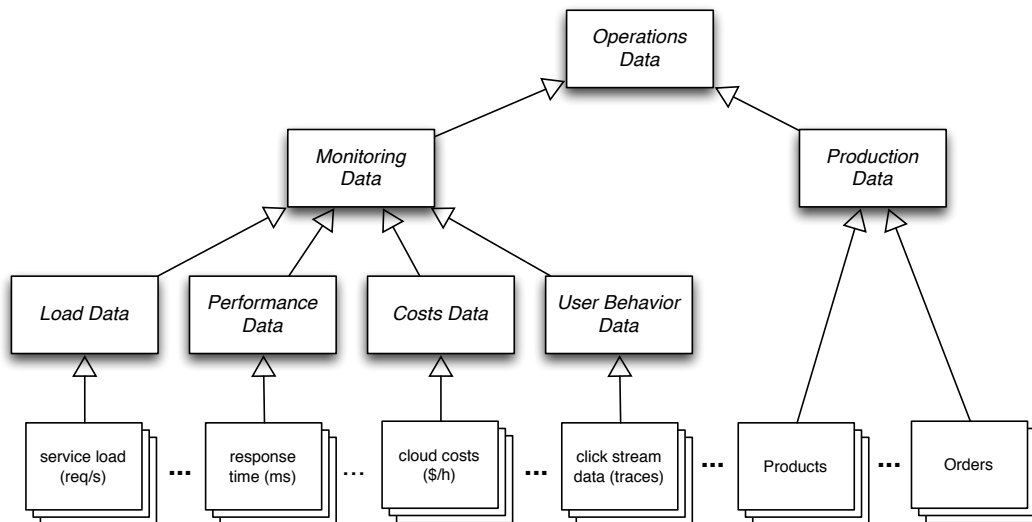 Operations
Data
Monitoring
Data
Production
Data
Load Data
Performance
Data
Costs Data
User Behavior
Data
service load
(req/s)
...
response
time (ms)
...
cloud costs
($/h)
...
click stream
data (traces)
...
Products
...
Orders